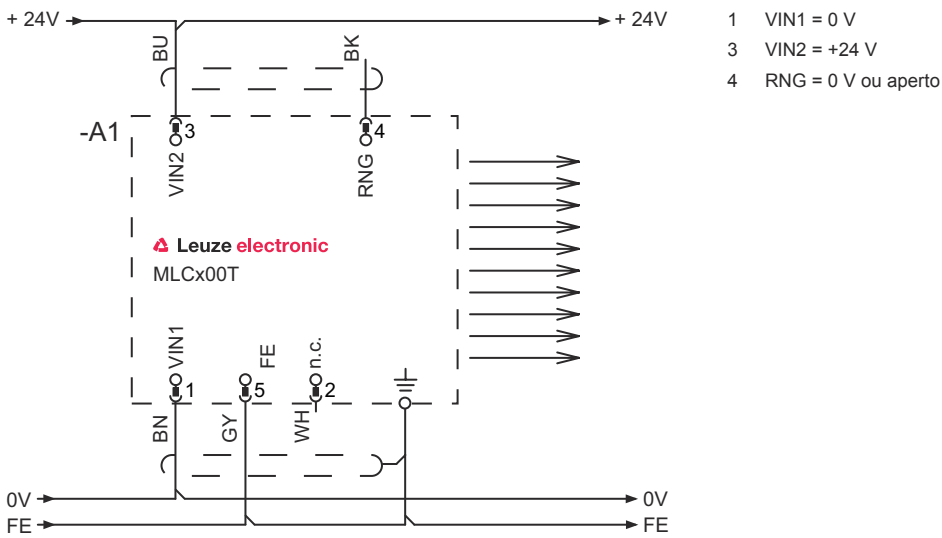 + 24V + 24V
1 VIN1 = 0 V
3 VIN2 = +24 V
4 RNG = 0 V ou aperto
BU BK
-A1
3 4
VIN2 RNG
Leuze electronic
MLCx00T
VIN1 FE n.c.
1 5 2
BN GY WH
0V 0V
FE FE